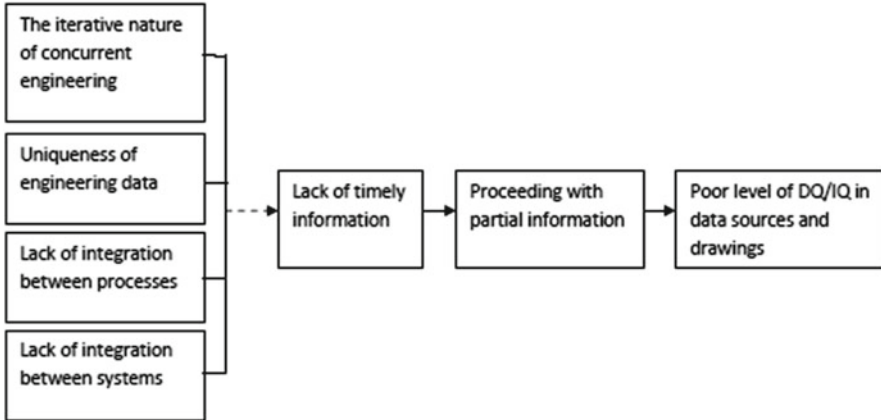 The iterative nature
of concurrent
engineering
Uniqueness of
engineering data
Lack of integration
between processes
Lack of integration
between systems
Lack of timely
information
Proceeding with
partial information
Poor level of DQ/IQ in
data sources and
drawings